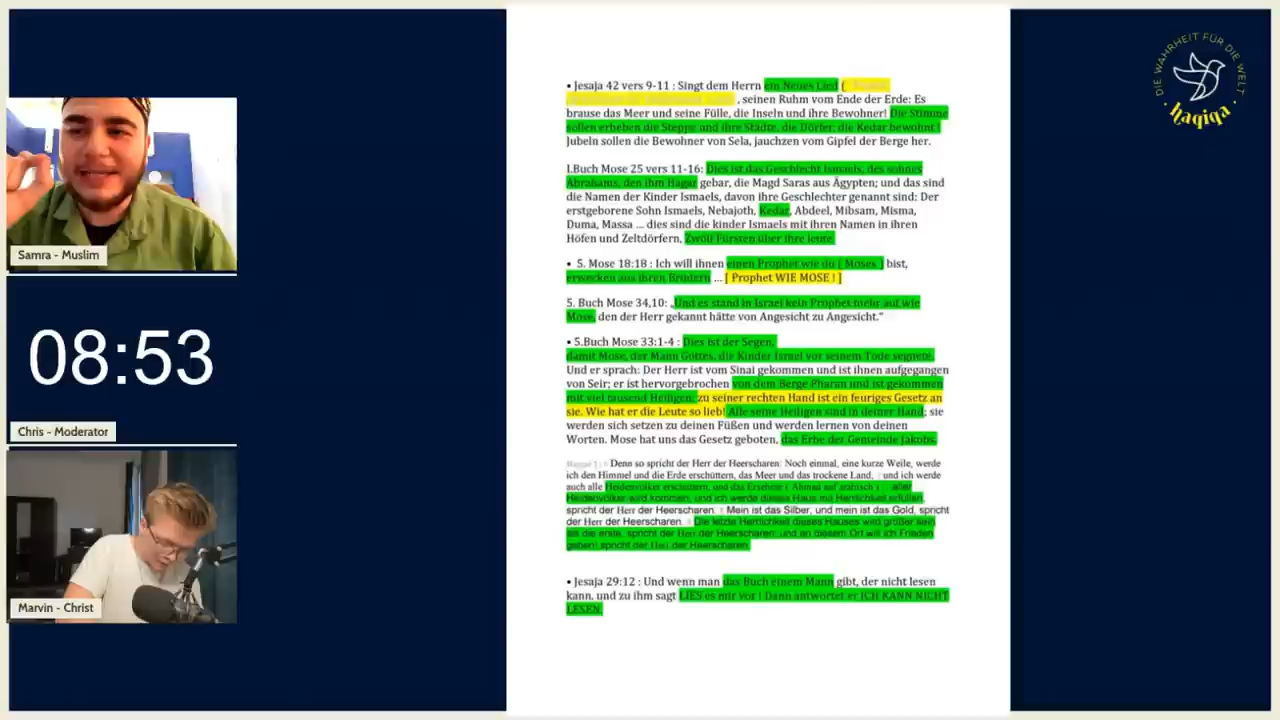 DIE WAHRHEIT FÜR DIE WELT
haqiqa
Samra - Muslim
08:53
Chris - Moderator
Marvin - Christ
• Jesaja 42 vers 9-11 : Singt dem Herrn ein Neues Lied (
, seinen Ruhm vom Ende der Erde: Es
brause das Meer und seine Fülle, die Inseln und ihre Bewohner! Die Stimme
sollen erheben die Steppe und ihre Städte, die Dörfer, die Kedar bewohnt !
Jubeln sollen die Bewohner von Sela, jauchzen vom Gipfel der Berge her.
I.Buch Mose 25 vers 11-16: Dies ist das Geschlecht Ismaels, des sohnes
Abrahams, den ihm Hagar gebar, die Magd Saras aus Ägypten; und das sind
die Namen der Kinder Ismaels, davon ihre Geschlechter genannt sind: Der
erstgeborene Sohn Ismaels, Nebajoth, Kedar, Abdeel, Mibsam, Misma,
Duma, Massa ... dies sind die kinder Ismaels mit ihren Namen in ihren
Höfen und Zeltdörfern, Zwölf Fürsten über ihre leute
• 5. Mose 18:18 : Ich will ihnen einen Prophet wie du ( Moses ) bist,
erwecken aus ihren Brüdern ... [ Prophet WIE MOSE ! ]
5. Buch Mose 34,10: „Und es stand in Israel kein Prophet mehr auf wie
Mose, den der Herr gekannt hätte von Angesicht zu Angesicht.“
• 5.Buch Mose 33:1-4 : Dies ist der Segen,
damit Mose, der Mann Gottes, die Kinder Israel vor seinem Tode segnete.
Und er sprach: Der Herr ist vom Sinai gekommen und ist ihnen aufgegangen
von Seir; er ist hervorgebrochen von dem Berge Pharan und ist gekommen
mit viel tausend Heiligen; zu seiner rechten Hand ist ein feuriges Gesetz an
sie. Wie hat er die Leute so lieb! Alle seine Heiligen sind in deiner Hand; sie
werden sich setzen zu deinen Füßen und werden lernen von deinen
Worten. Mose hat uns das Gesetz geboten, das Erbe der Gemeinde Jakobs.
Denn so spricht der Herr der Heerscharen: Noch einmal, eine kurze Weile, werde
ich den Himmel und die Erde erschüttern, das Meer und das trockene Land, und ich werde
auch alle Heidenvölker erschüttern, und das Ersehnte ( Ahmad auf arabisch ) aller
Heidenvölker wird kommen, und ich werde dieses Haus mit Herrlichkeit erfüllen,
spricht der Herr der Heerscharen. Mein ist das Silber, und mein ist das Gold, spricht
der Herr der Heerscharen. Die letzte Herrlichkeit dieses Hauses wird größer sein
als die erste, spricht der Herr der Heerscharen; und an diesem Ort will ich Frieden
geben! spricht der Herr der Heerscharen.
• Jesaja 29:12 : Und wenn man das Buch einem Mann gibt, der nicht lesen
kann, und zu ihm sagt LIES es mir vor ! Dann antwortet er ICH KANN NICHT
LESEN.